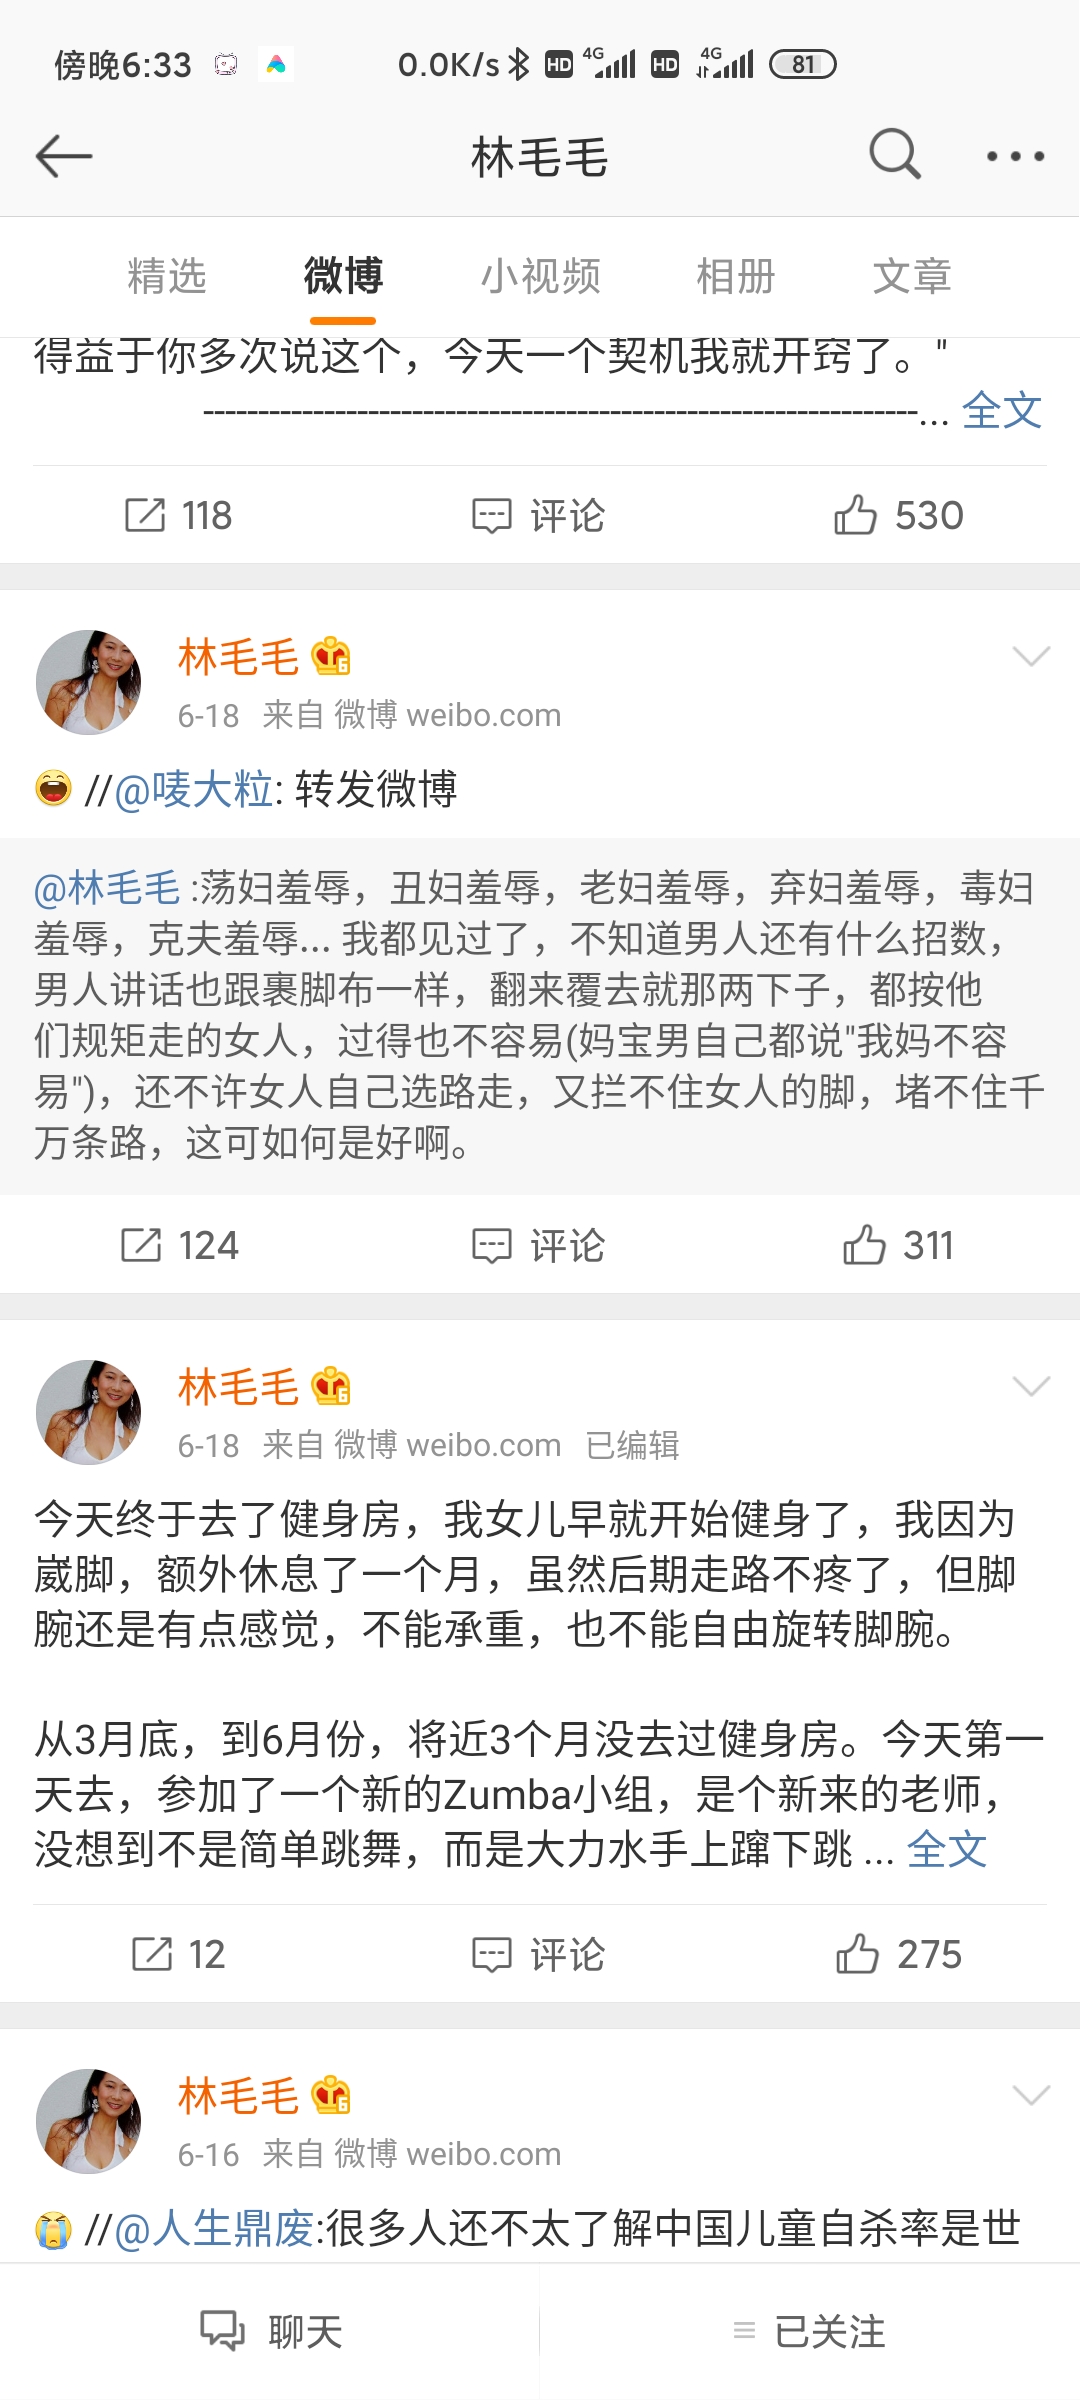 傍晚6:33 0.0K/s HD 4G HD 4G 81
林毛毛
精选 微博 小视频 相册 文章
得益于你多次说这个，今天一个契机我就开窍了。"
-----------------------------------------------------------------... 全文
118 评论 530
林毛毛 6
6-18 来自 微博 weibo.com
//@唛大粒: 转发微博
@林毛毛 :荡妇羞辱，丑妇羞辱，老妇羞辱，弃妇羞辱，毒妇
羞辱，克夫羞辱... 我都见过了，不知道男人还有什么招数，
男人讲话也跟裹脚布一样，翻来覆去就那两下子，都按他
们规矩走的女人，过得也不容易(妈宝男自己都说"我妈不容
易")，还不许女人自己选路走，又拦不住女人的脚，堵不住千
万条路，这可如何是好啊。
124 评论 311
林毛毛 6
6-18 来自 微博 weibo.com 已编辑
今天终于去了健身房，我女儿早就开始健身了，我因为
崴脚，额外休息了一个月，虽然后期走路不疼了，但脚
腕还是有点感觉，不能承重，也不能自由旋转脚腕。
从3月底，到6月份，将近3个月没去过健身房。今天第一
天去，参加了一个新的Zumba小组，是个新来的老师，
没想到不是简单跳舞，而是大力水手上蹿下跳 ... 全文
12 评论 275
林毛毛 6
6-16 来自 微博 weibo.com
//@人生鼎废:很多人还不太了解中国儿童自杀率是世
聊天 已关注